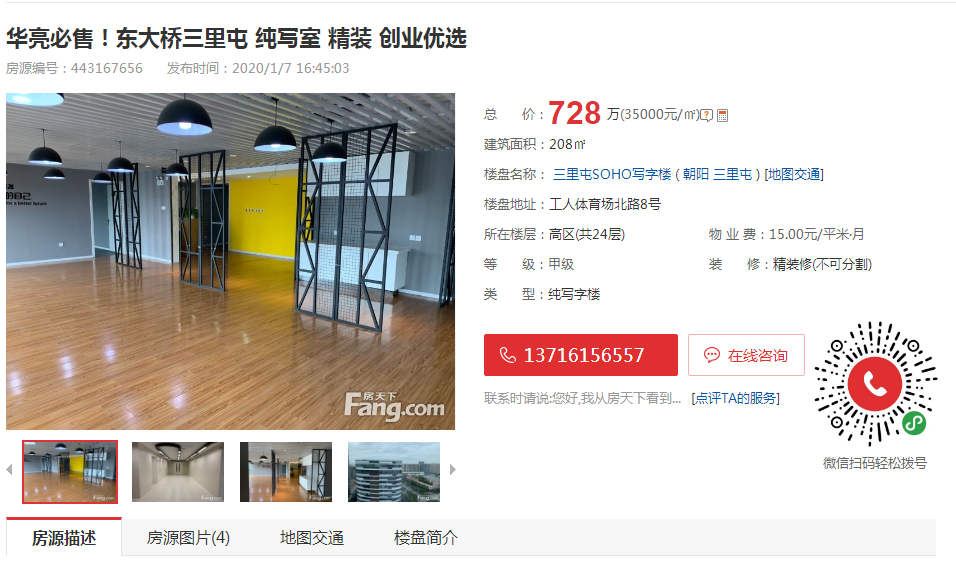 华亮必售！东大桥三里屯 纯写室 精装 创业优选
房源编号：443167656 发布时间：2020/1/7 16:45:03
总 价：728 万(35000元/㎡)
建筑面积：208㎡
楼盘名称： 三里屯SOHO写字楼 ( 朝阳 三里屯 ) [地图交通]
楼盘地址：工人体育场北路8号
所在楼层：高区(共24层) 物 业 费：15.00元/平米·月
等 级：甲级 装 修：精装修(不可分割)
类 型：纯写字楼
13716156557 在线咨询
联系时请说:您好,我从房天下看到... [点评TA的服务]
微信扫码轻松拨号
的自己
for a better future
房天下
Fang.com
房源描述 房源图片(4) 地图交通 楼盘简介